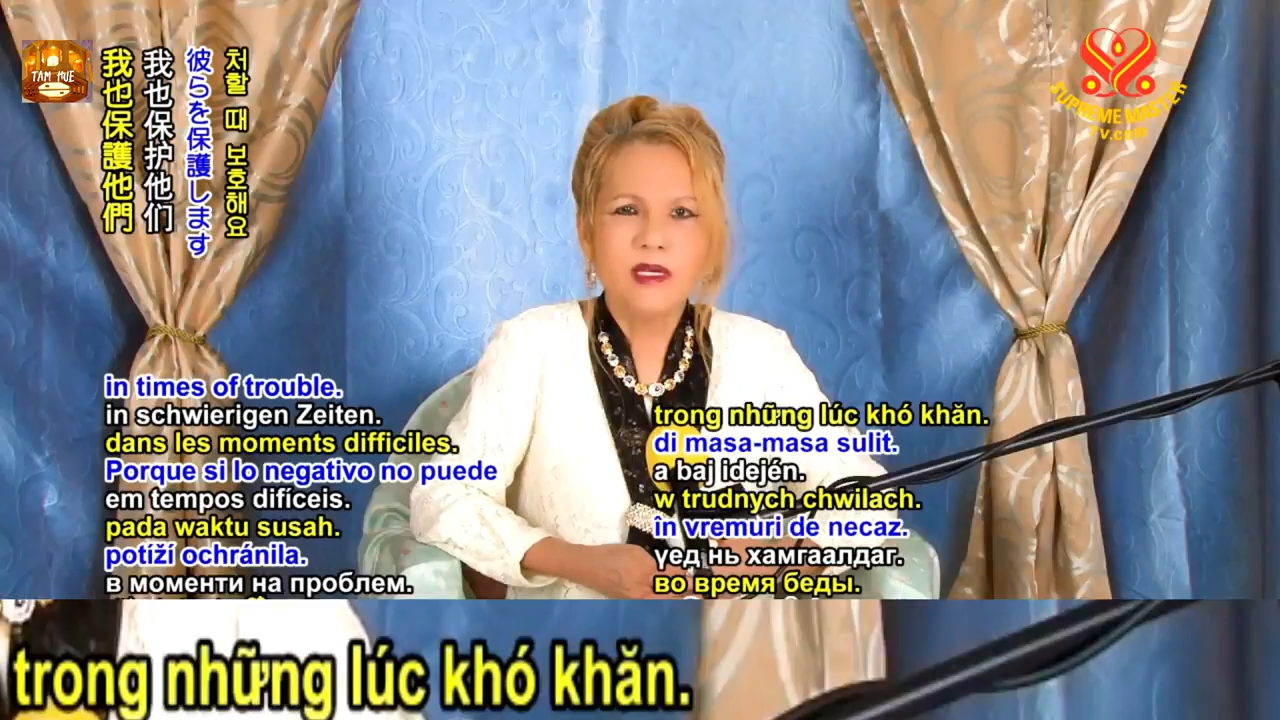 TAM HUE
처할 때 보호해요
彼らを保護します
我也保护他们
我也保護他們
SUPREME MASTER
TV.com
in times of trouble.
in schwierigen Zeiten.
dans les moments difficiles.
Porque si lo negativo no puede
em tempos difíceis.
pada waktu susah.
potíží ochránila.
в моменти на проблем.
trong những lúc khó khăn.
di masa-masa sulit.
a baj idején.
w trudnych chwilach.
în vremuri de necaz.
үед нь хамгаалдаг.
во время беды.
trong những lúc khó khăn.